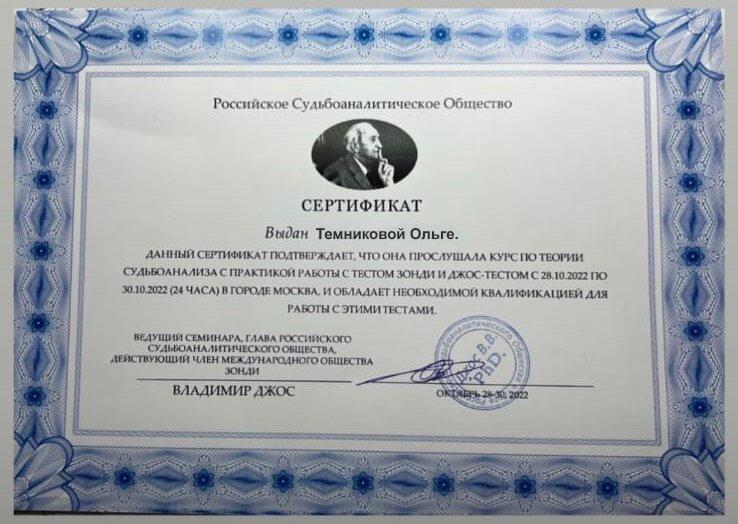 Российское Судьбоаналитическое Общество
СЕРТИФИКАТ
Выдан Темниковой Ольге.
ДАННЫЙ СЕРТИФИКАТ ПОДТВЕРЖДАЕТ, ЧТО ОНА ПРОСЛУШАЛА КУРС ПО ТЕОРИИ
СУДЬБОАНАЛИЗА С ПРАКТИКОЙ РАБОТЫ С ТЕСТОМ ЗОНДИ И ДЖОС-ТЕСТОМ С 28.10.2022 ПО
30.10.2022 (24 ЧАСА) В ГОРОДЕ МОСКВА, И ОБЛАДАЕТ НЕОБХОДИМОЙ КВАЛИФИКАЦИЕЙ ДЛЯ
РАБОТЫ С ЭТИМИ ТЕСТАМИ.
ВЕДУЩИЙ СЕМИНАРА, ГЛАВА РОССИЙСКОГО
СУДЬБОАНАЛИТИЧЕСКОГО ОБЩЕСТВА,
ДЕЙСТВУЮЩИЙ ЧЛЕН МЕЖДУНАРОДНОГО ОБЩЕСТВА
ЗОНДИ
ВЛАДИМИР ДЖОС
Судьбоаналитического Общества
Джос В.В.
PhD.
ОКТЯБРЬ 28-30, 2022